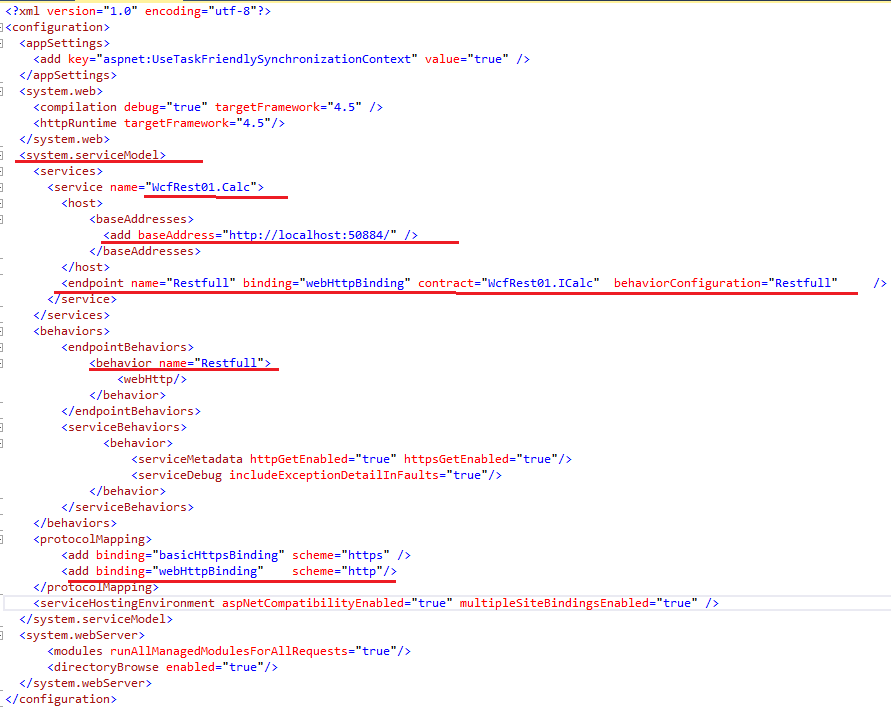 <?xml version="1.0" encoding="utf-8"?>
<configuration>
<appSettings>
<add key="aspnet:UseTaskFriendlySynchronizationContext" value="true" />
</appSettings>
<system.web>
<compilation debug="true" targetFramework="4.5" />
<httpRuntime targetFramework="4.5"/>
</system.web>
<system.serviceModel>
<services>
<service name="WcfRest01.Calc">
<host>
<baseAddresses>
<add baseAddress="http://localhost:50884/" />
</baseAddresses>
</host>
<endpoint name="Restfull" binding="webHttpBinding" contract="WcfRest01.ICalc" behaviorConfiguration="Restfull" />
</service>
</services>
<behaviors>
<endpointBehaviors>
<behavior name="Restfull">
<webHttp/>
</behavior>
</endpointBehaviors>
<serviceBehaviors>
<behavior>
<serviceMetadata httpGetEnabled="true" httpsGetEnabled="true"/>
<serviceDebug includeExceptionDetailInFaults="true"/>
</behavior>
</serviceBehaviors>
</behaviors>
<protocolMapping>
<add binding="basicHttpsBinding" scheme="https" />
<add binding="webHttpBinding" scheme="http"/>
</protocolMapping>
<serviceHostingEnvironment aspNetCompatibilityEnabled="true" multipleSiteBindingsEnabled="true" />
</system.serviceModel>
<system.webServer>
<modules runAllManagedModulesForAllRequests="true"/>
<directoryBrowse enabled="true"/>
</system.webServer>
</configuration>